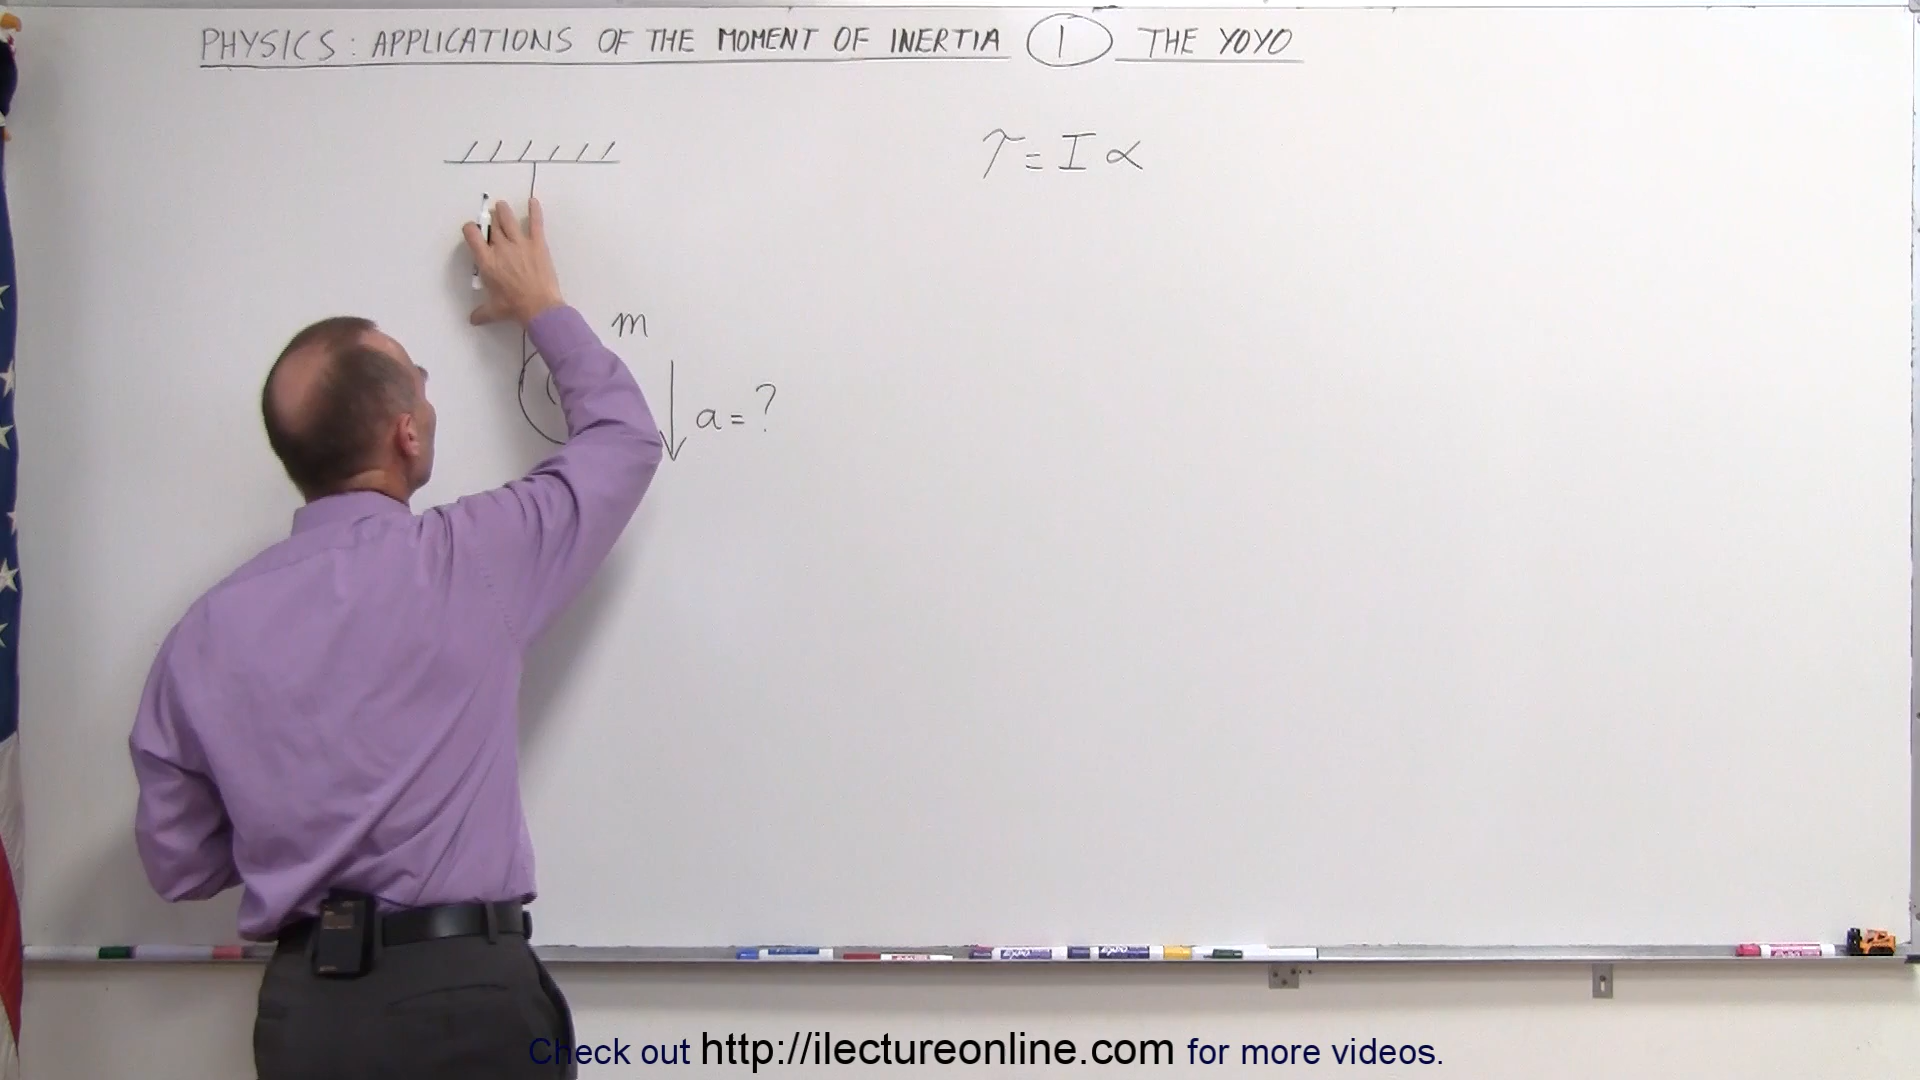 PHYSICS: APPLICATIONS OF THE MOMENT OF INERTIA 1 THE YOYO
τ = I α
m
a = ?
Check out http://ilectureonline.com for more videos.